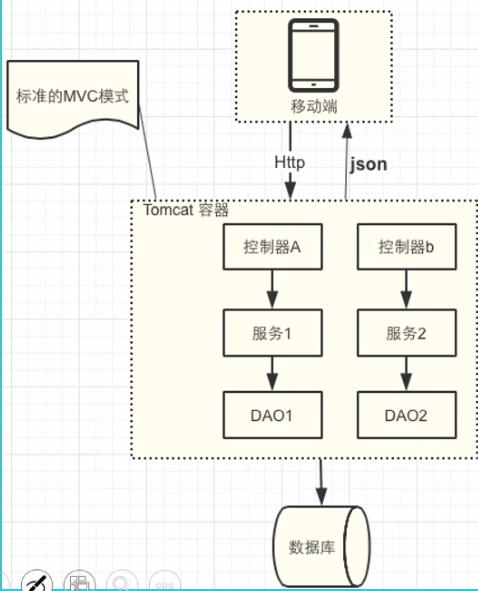 标准的MVC模式
移动端
Http
json
Tomcat 容器
控制器A
控制器b
服务1
服务2
DAO1
DAO2
数据库